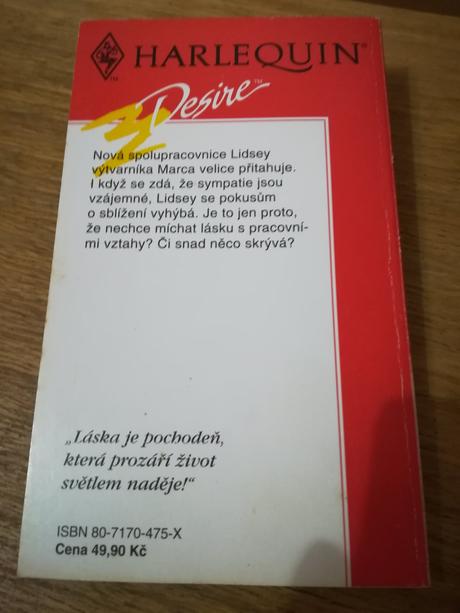 HARLEQUIN®
™
Desire™
Nová spolupracovnice Lidsey
výtvarníka Marca velice přitahuje.
I když se zdá, že sympatie jsou
vzájemné, Lidsey se pokusům
o sblížení vyhýbá. Je to jen proto,
že nechce míchat lásku s pracovní-
mi vztahy? Či snad něco skrývá?
„Láska je pochodeň,
která prozáří život
světlem naděje!“
ISBN 80-7170-475-X
Cena 49,90 Kč